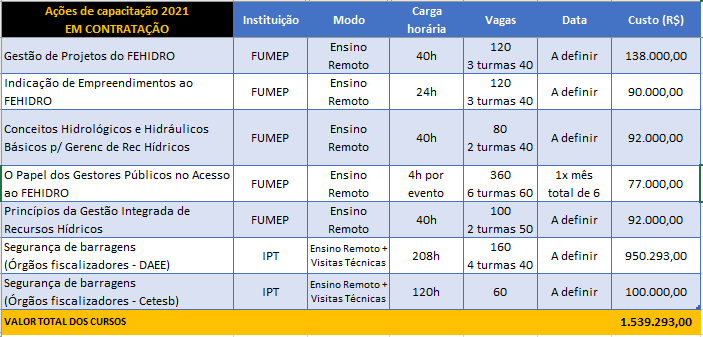 Ações de capacitação 2021
EM CONTRATAÇÃO
Instituição
Modo
Carga
horária
Vagas
Data
Custo (R$)
Gestão de Projetos do FEHIDRO
FUMEP
Ensino
Remoto
40h
120
3 turmas 40
A definir
138.000,00
Indicação de Empreendimentos ao
FEHIDRO
FUMEP
Ensino
Remoto
24h
120
3 turmas 40
A definir
90.000,00
Conceitos Hidrológicos e Hidráulicos
Básicos p/ Gerenc de Rec Hídricos
FUMEP
Ensino
Remoto
40h
80
2 turmas 40
A definir
92.000,00
O Papel dos Gestores Públicos no Acesso
ao FEHIDRO
FUMEP
Ensino
Remoto
4h por
evento
360
6 turmas 60
1x mês
total de 6
77.000,00
Princípios da Gestão Integrada de
Recursos Hídricos
FUMEP
Ensino
Remoto
40h
100
2 turmas 50
A definir
92.000,00
Segurança de barragens
(Órgãos fiscalizadores - DAEE)
IPT
Ensino Remoto +
Visitas Técnicas
208h
160
4 turmas 40
A definir
950.293,00
Segurança de barragens
(Órgãos fiscalizadores - Cetesb)
IPT
Ensino Remoto +
Visitas Técnicas
120h
60
A definir
100.000,00
VALOR TOTAL DOS CURSOS
1.539.293,00